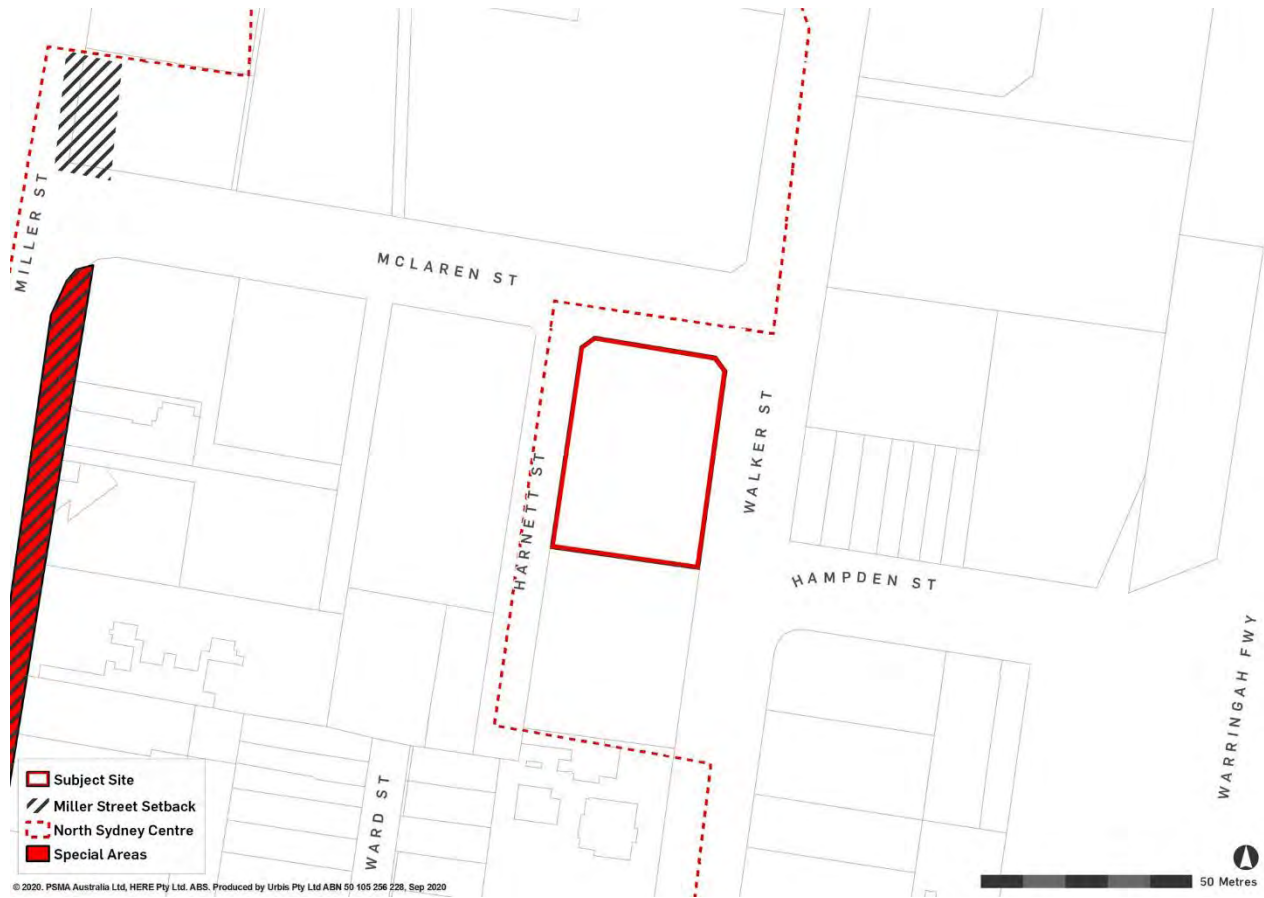 MILLER ST
MCLAREN ST
HARNETT ST
WALKER ST
HAMPDEN ST
WARRINGAH FWY
WARD ST
Subject Site
Miller Street Setback
North Sydney Centre
Special Areas
50 Metres
© 2020. PSMA Australia Ltd, HERE Pty Ltd. ABS. Produced by Urbis Pty Ltd ABN 50 105 256 228, Sep 2020